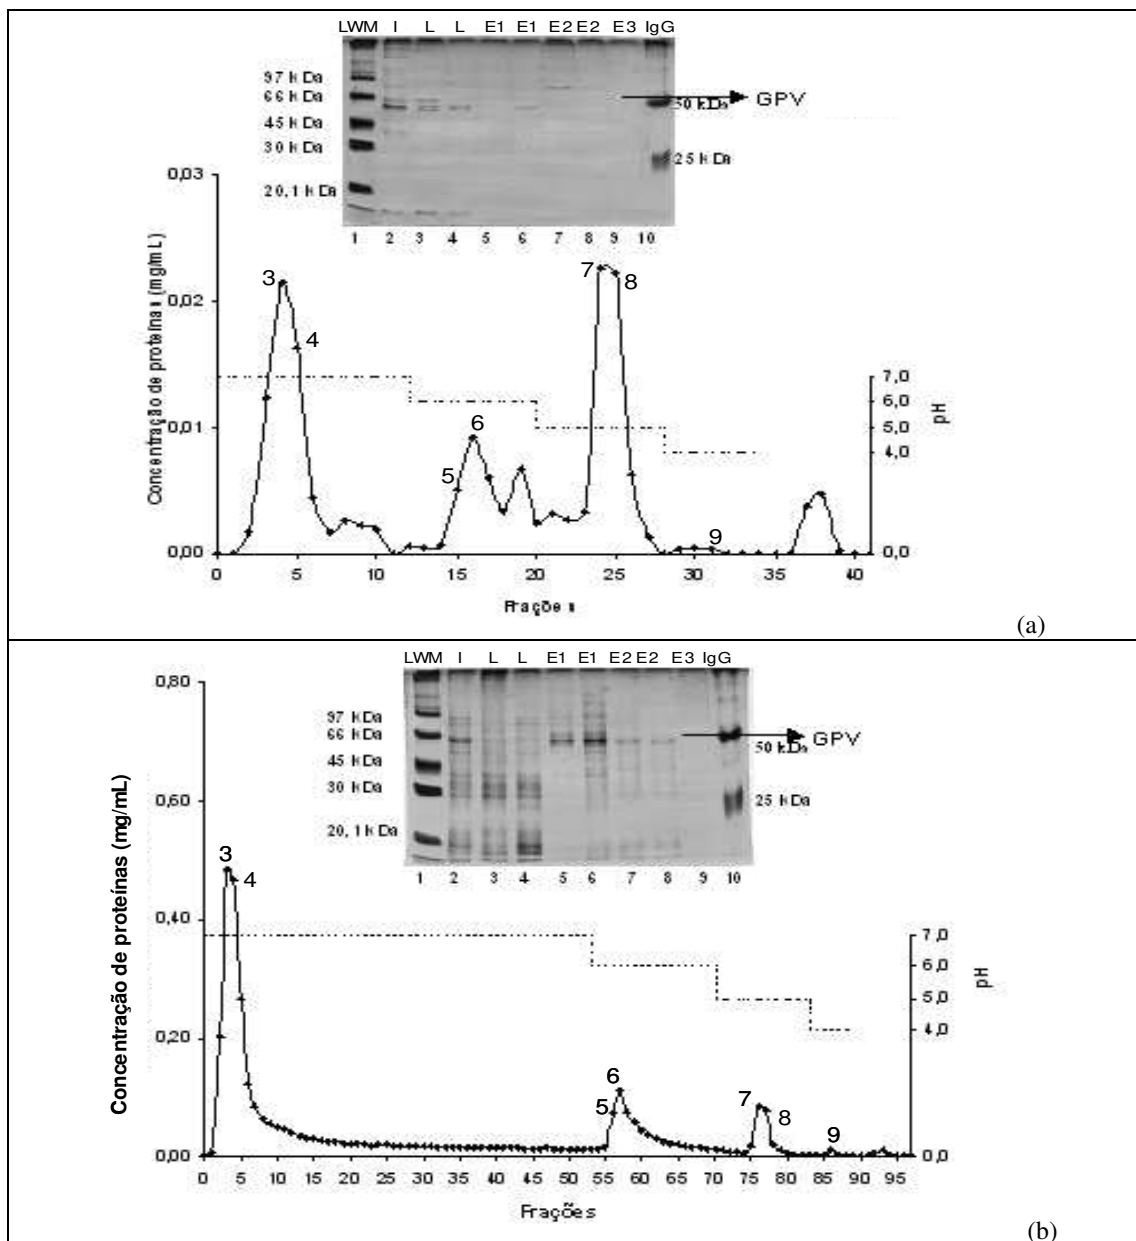 LWM I L L E1 E1 E2 E2 E3 IgG
97 kDa
66 kDa
GPV
50 kDa
45 kDa
30 kDa
25 kDa
20,1 kDa
1 2 3 4 5 6 7 8 9 10
0,03
0,02
0,01
0,00
Concentração de proteínas (mg/mL)
3
4
5
6
7
8
9
7,0
6,0
5,0
4,0
0,0
pH
0 5 10 15 20 25 30 35 40
Frações
(a)
LWM I L L E1 E1 E2 E2 E3 IgG
97 kDa
66 kDa
GPV
50 kDa
45 kDa
30 kDa
25 kDa
20,1 kDa
1 2 3 4 5 6 7 8 9 10
0,80
0,60
0,40
0,20
0,00
Concentração de proteínas (mg/mL)
3
4
5
6
7
8
9
7,0
6,0
5,0
4,0
0,0
pH
0 5 10 15 20 25 30 35 40 45 50 55 60 65 70 75 80 85 90 95
Frações
(b)